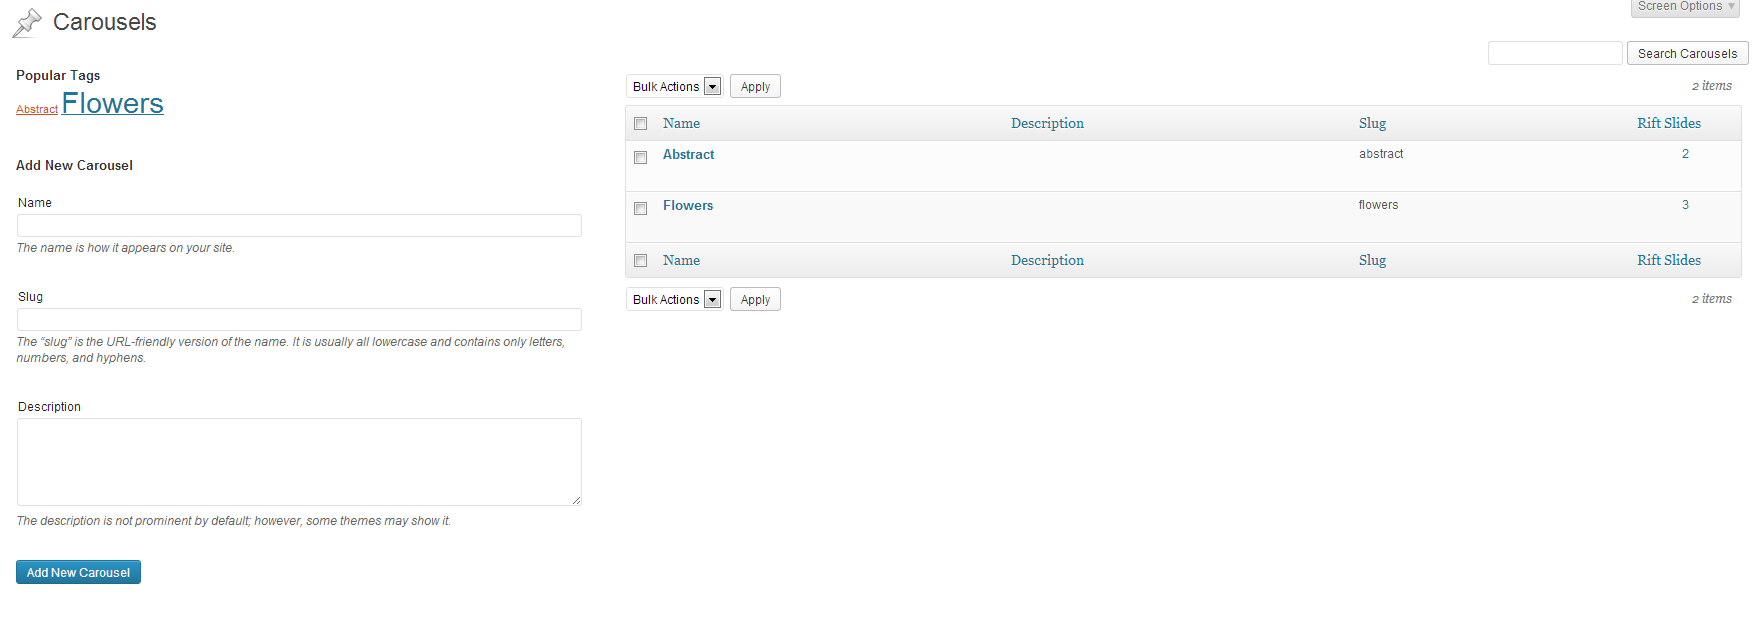 Carousels
Screen Options
Search Carousels
Popular Tags
Abstract Flowers
Add New Carousel
Name
The name is how it appears on your site.
Slug
The “slug” is the URL-friendly version of the name. It is usually all lowercase and contains only letters,
numbers, and hyphens.
Description
The description is not prominent by default; however, some themes may show it.
Add New Carousel
Bulk Actions Apply 2 items
Name Description Slug Rift Slides
Abstract abstract 2
Flowers flowers 3
Name Description Slug Rift Slides
Bulk Actions Apply 2 items